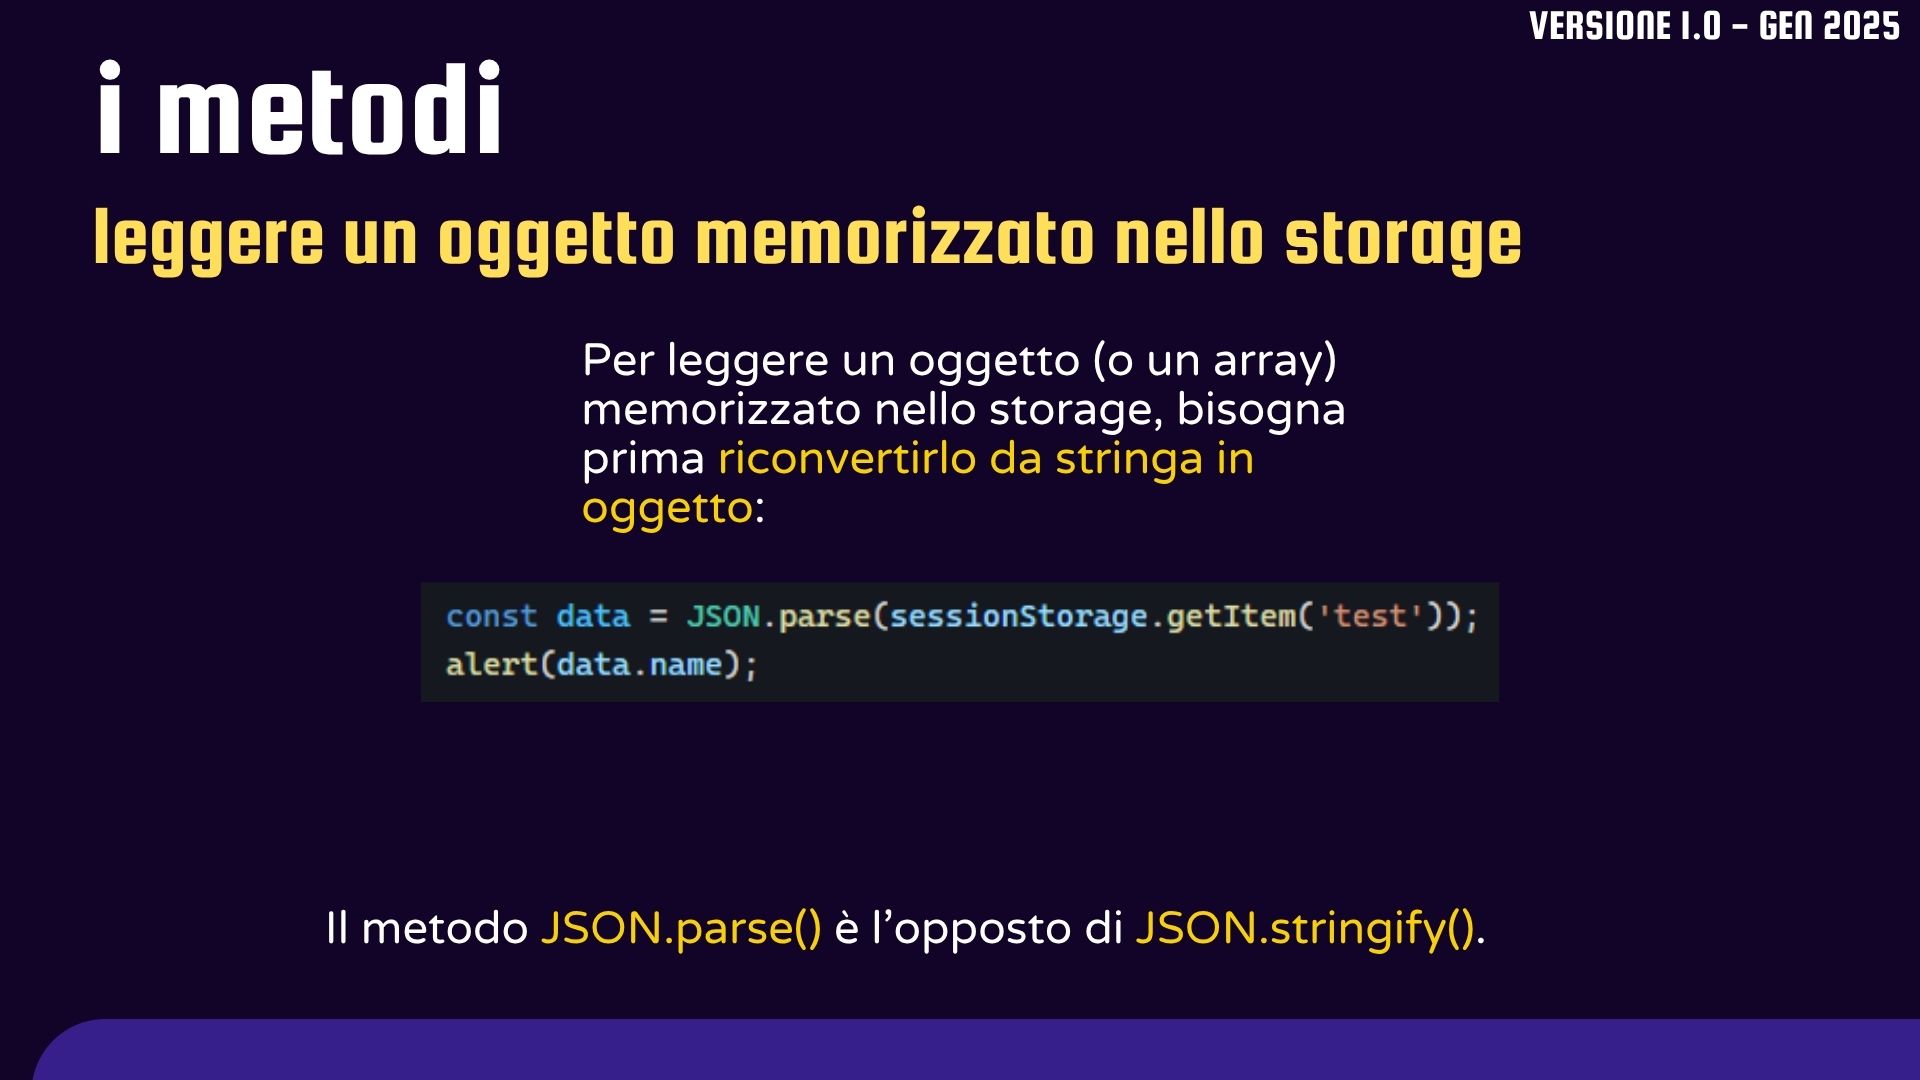 VERSIONE 1.0 - GEN 2025
i metodi
leggere un oggetto memorizzato nello storage
Per leggere un oggetto (o un array)
memorizzato nello storage, bisogna
prima riconvertirlo da stringa in
oggetto:
const data = JSON.parse(sessionStorage.getItem('test'));
alert(data.name);
Il metodo JSON.parse() è l’opposto di JSON.stringify().